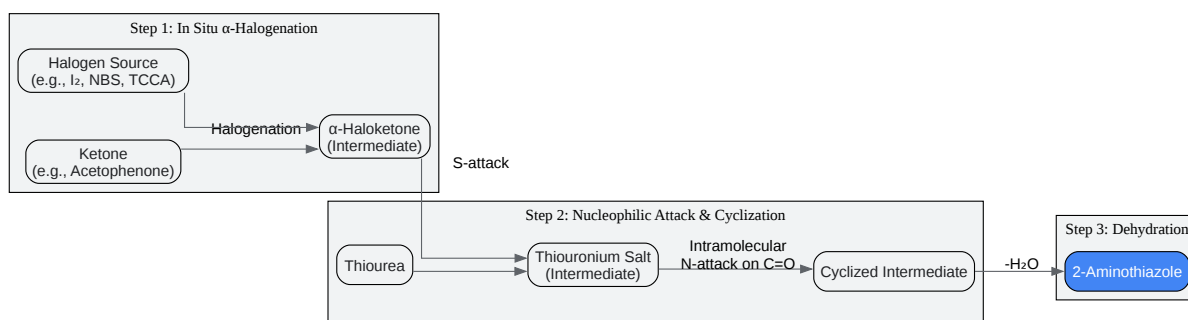 Step 1: In Situ α-Halogenation
Halogen Source
(e.g., I₂, NBS, TCCA)
Halogenation
α-Haloketone
(Intermediate)
Ketone
(e.g., Acetophenone)
S-attack
Step 2: Nucleophilic Attack & Cyclization
Thiourea
Thiouronium Salt
(Intermediate)
Intramolecular
N-attack on C=O
Cyclized Intermediate
-H₂O
Step 3: Dehydration
2-Aminothiazole